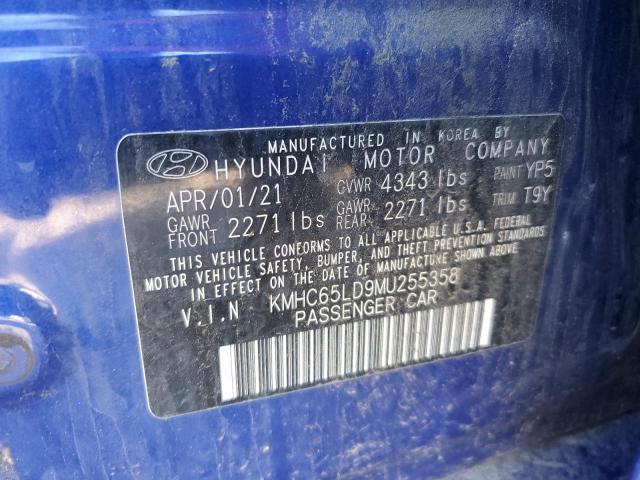 MANUFACTURED IN KOREA BY
HYUNDAI MOTOR COMPANY
APR/01/21 GVWR 4343 lbs PAINT YP5
GAWR FRONT 2271 lbs GAWR REAR 2271 lbs TRIM T9Y
THIS VEHICLE CONFORMS TO ALL APPLICABLE U.S.A. FEDERAL
MOTOR VEHICLE SAFETY, BUMPER, AND THEFT PREVENTION STANDARDS
IN EFFECT ON THE DATE OF MANUFACTURE SHOWN ABOVE.
V.I.N KMHC65LD9MU255358
PASSENGER CAR